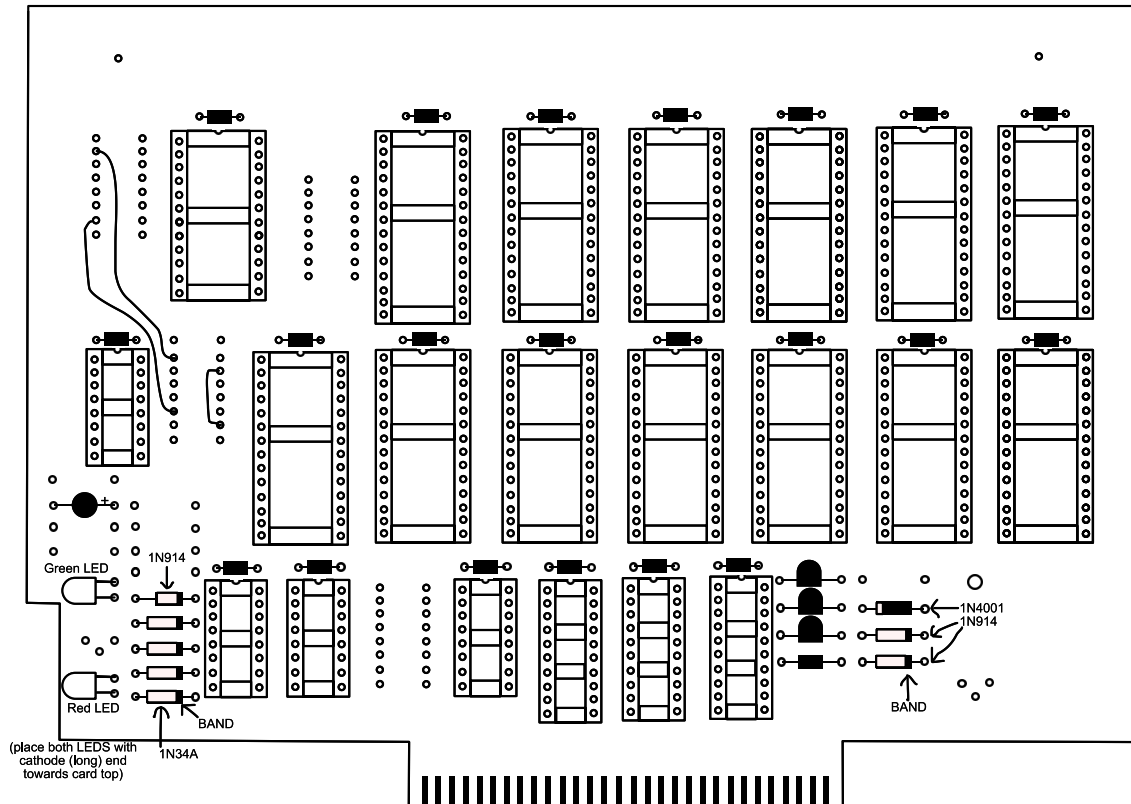 +
1N914
Green LED
1N4001
1N914
Red LED
BAND
BAND
(place both LEDS with
cathode (long) end
towards card top)
1N34A